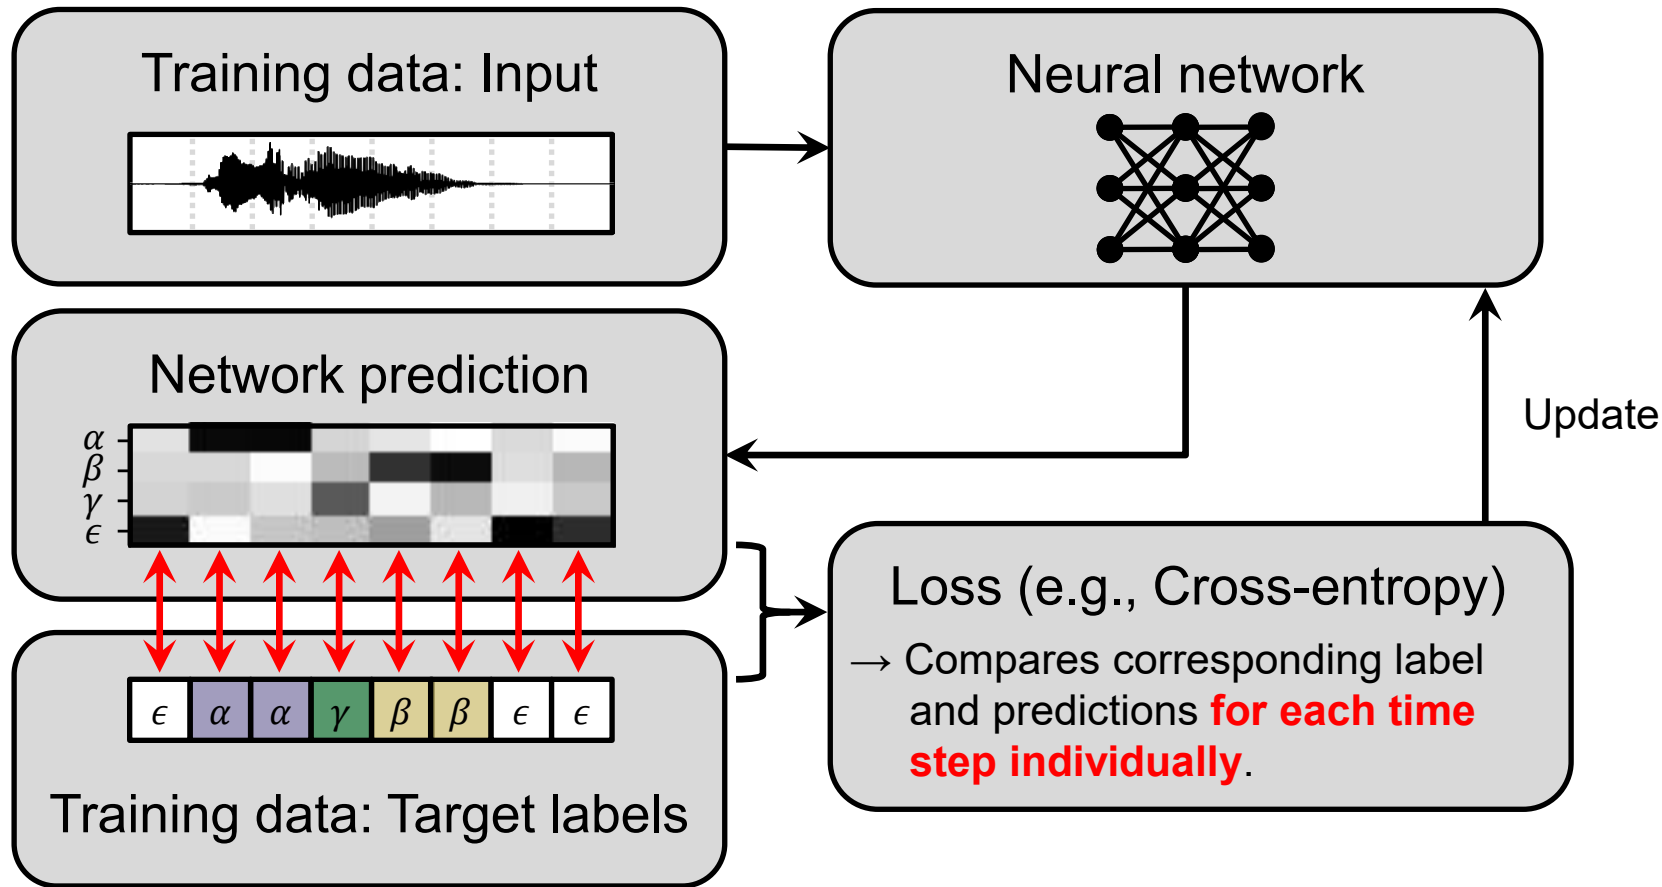 Training data: Input
Neural network
Network prediction
α
β
γ
ϵ
Update
ϵ α α γ β β ϵ ϵ
Training data: Target labels
Loss (e.g., Cross-entropy)
→ Compares corresponding label
and predictions for each time
step individually.